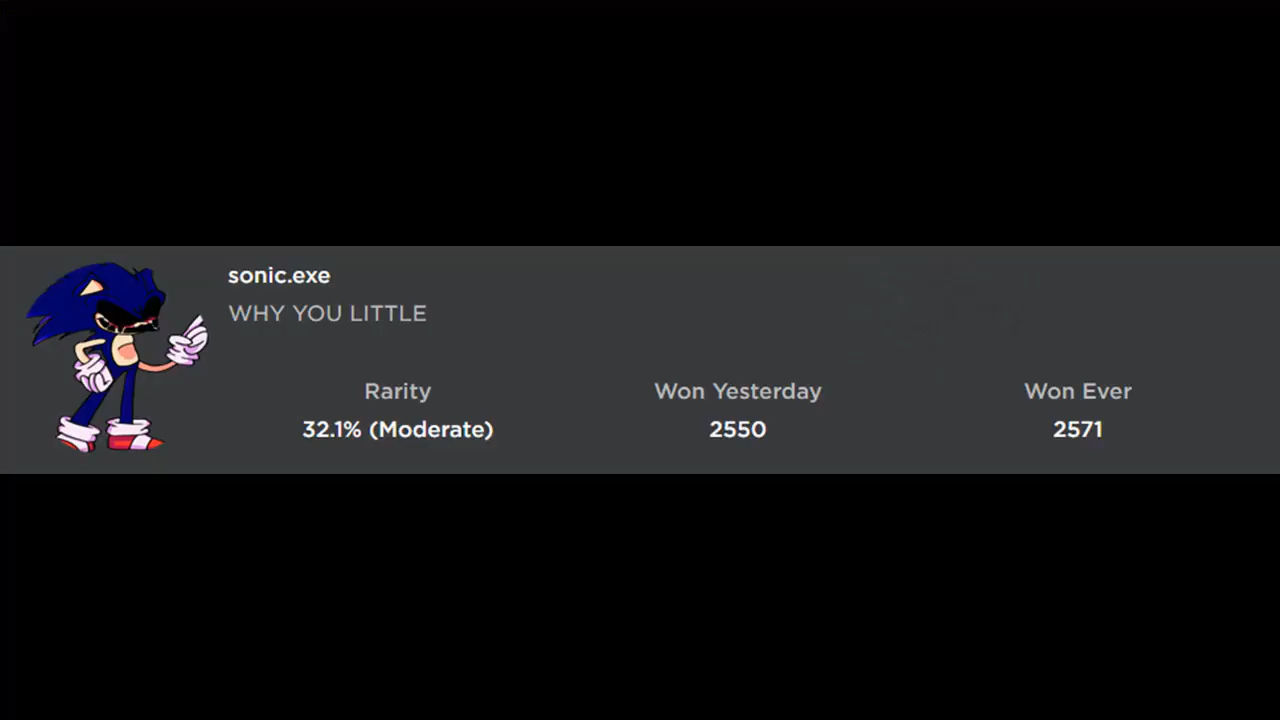 sonic.exe
WHY YOU LITTLE
Rarity Won Yesterday Won Ever
32.1% (Moderate) 2550 2571